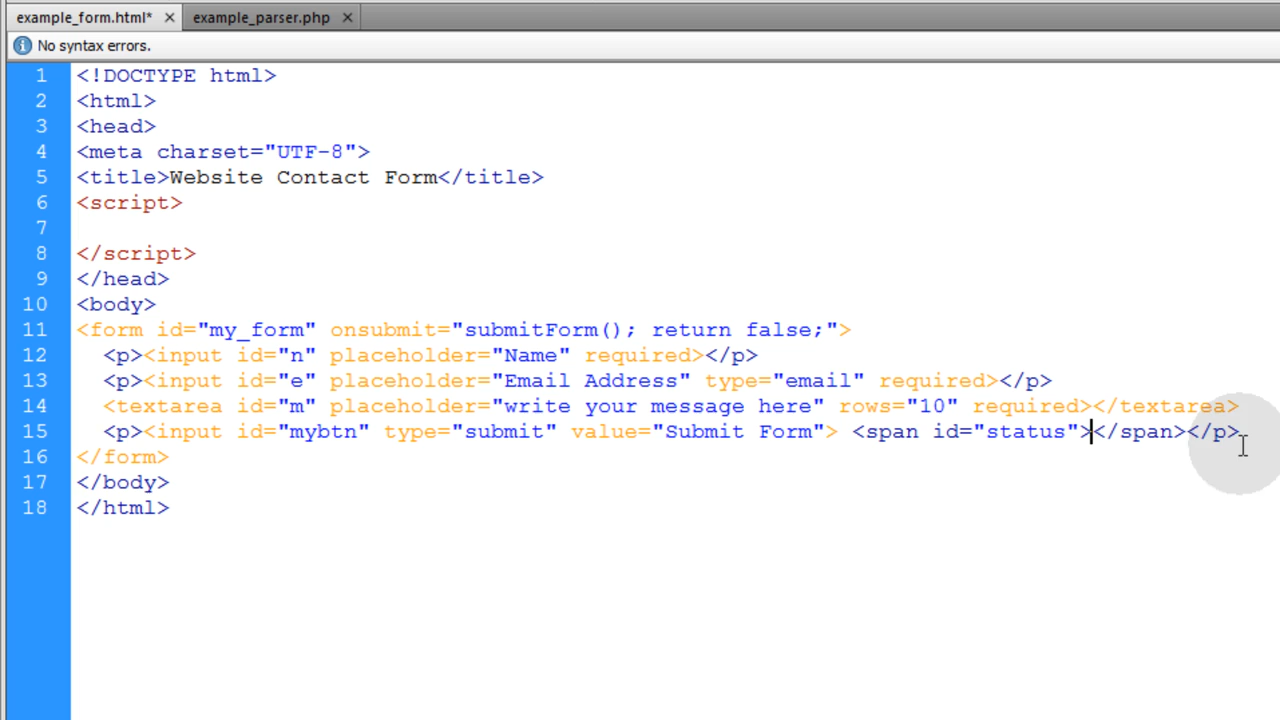 example_form.html* × example_parser.php ×
No syntax errors.
1 <!DOCTYPE html>
2 <html>
3 <head>
4 <meta charset="UTF-8">
5 <title>Website Contact Form</title>
6 <script>
7
8 </script>
9 </head>
10 <body>
11 <form id="my_form" onsubmit="submitForm(); return false;">
12   <p><input id="n" placeholder="Name" required></p>
13   <p><input id="e" placeholder="Email Address" type="email" required></p>
14   <textarea id="m" placeholder="write your message here" rows="10" required></textarea>
15   <p><input id="mybtn" type="submit" value="Submit Form"> <span id="status"></span></p>
16 </form>
17 </body>
18 </html>